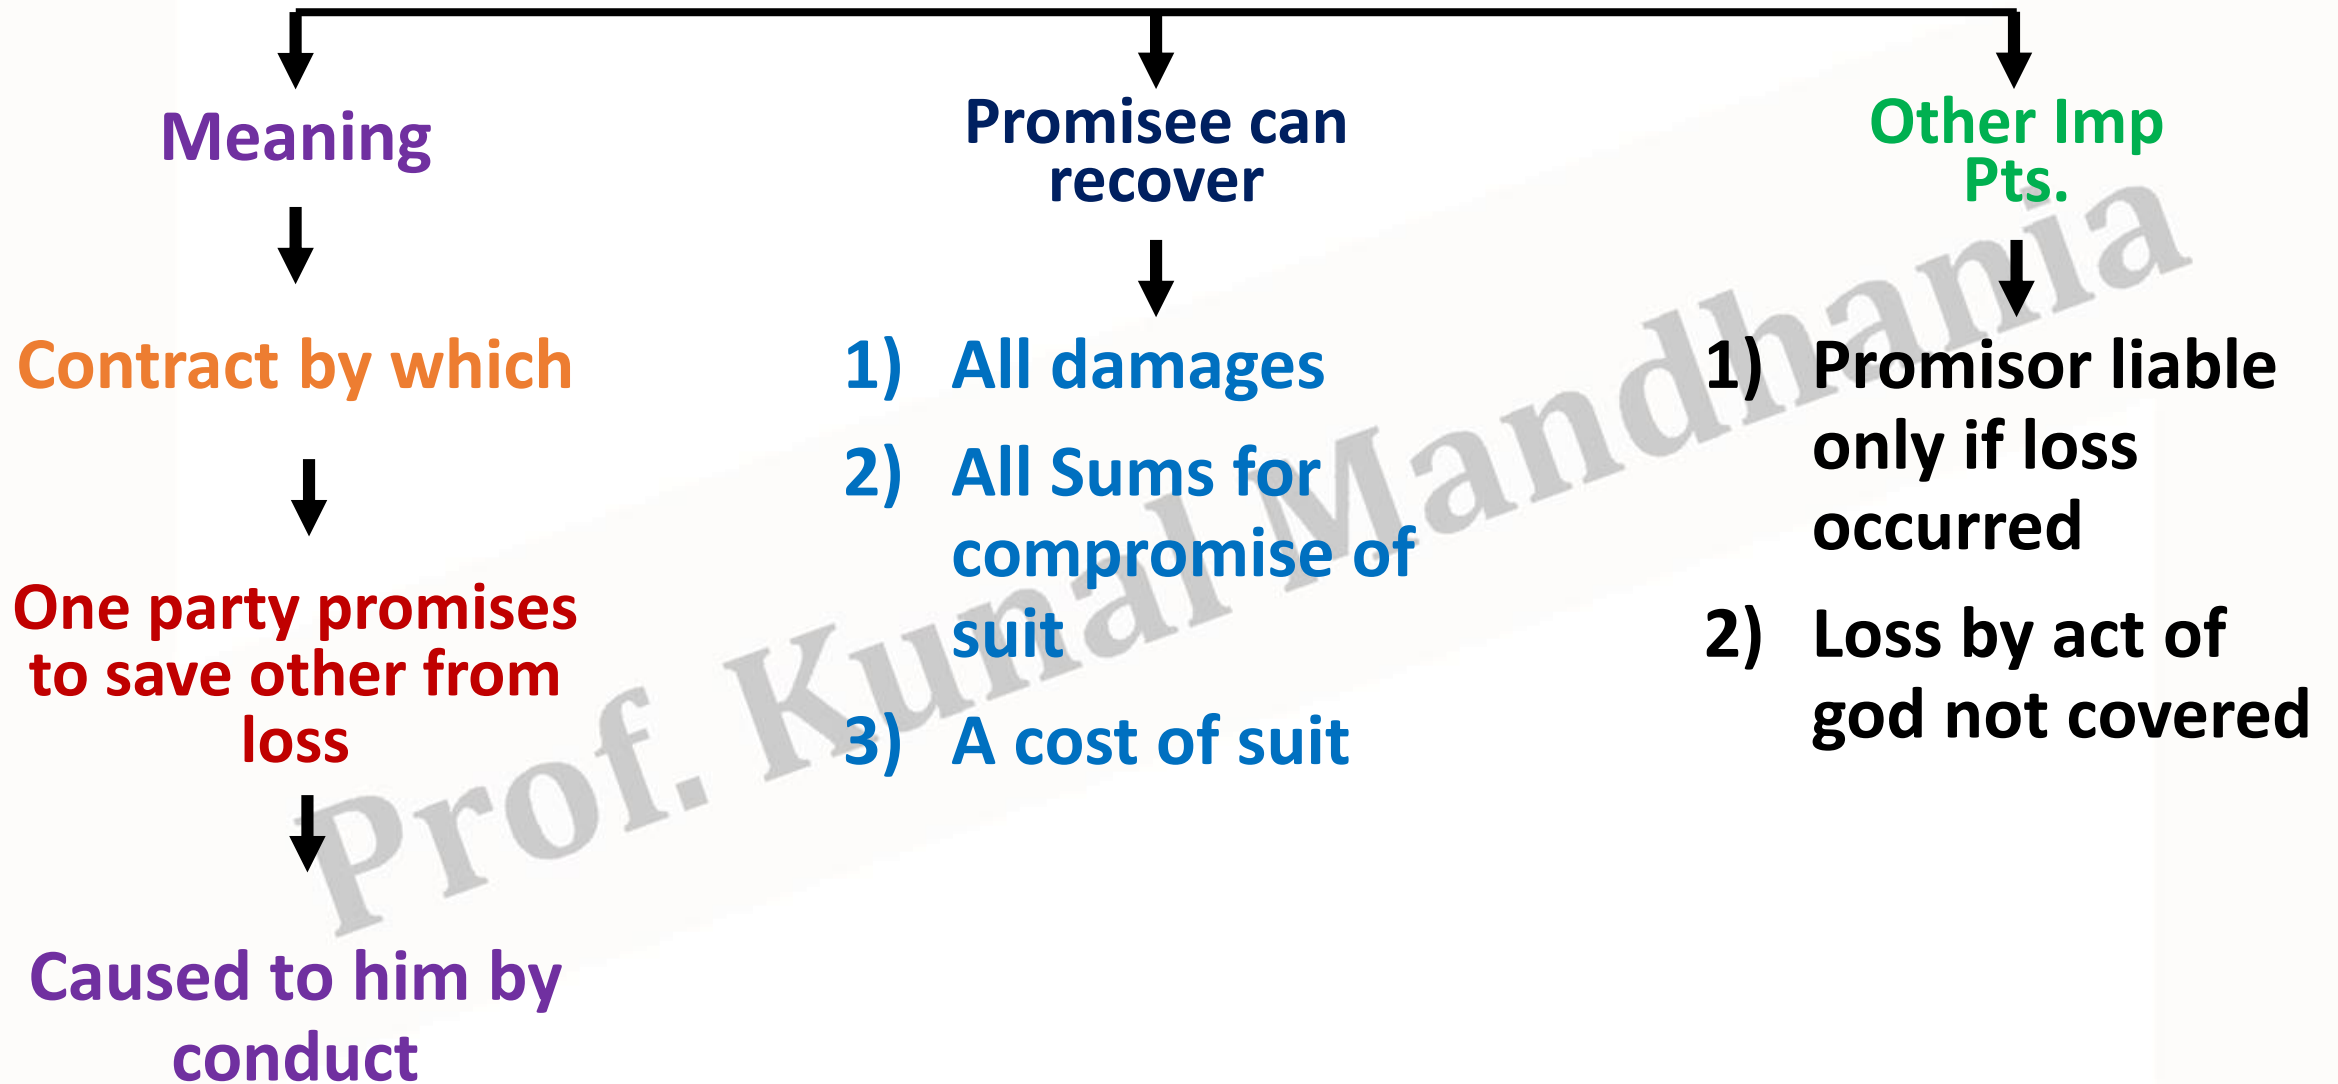 Meaning
Contract by which
One party promises
to save other from
loss
Caused to him by
conduct
Promisee can
recover
1) All damages
2) All Sums for
compromise of
suit
3) A cost of suit
Other Imp
Pts.
1) Promisor liable
only if loss
occurred
2) Loss by act of
god not covered
Prof. Kunal Mandhania